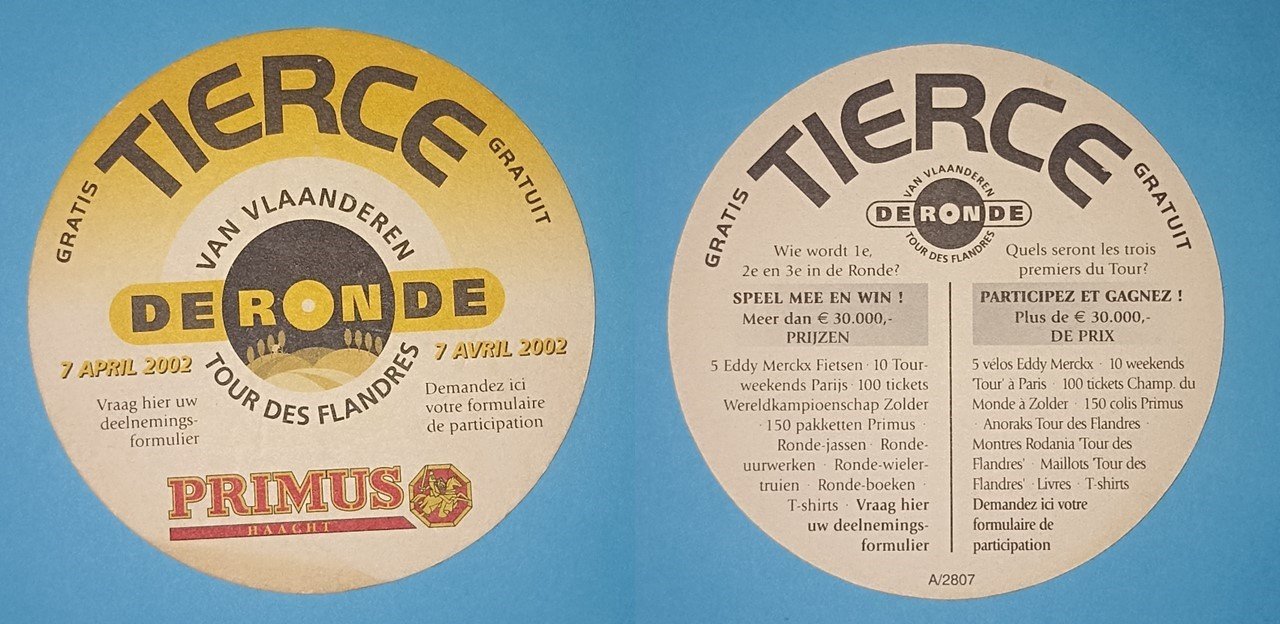 TIERCE
GRATIS
GRATUIT
VAN VLAANDEREN
DE RONDE
TOUR DES FLANDRES
7 APRIL 2002
7 AVRIL 2002
Vraag hier uw
deelnemings-
formulier
Demandez ici
votre formulaire
de participation
PRIMUS
HAACHT
TIERCE
GRATIS
GRATUIT
VAN VLAANDEREN
DE RONDE
TOUR DES FLANDRES
Wie wordt 1e,
2e en 3e in de Ronde?
SPEEL MEE EN WIN !
Meer dan € 30.000,-
PRIJZEN
5 Eddy Merckx Fietsen · 10 Tour-
weekends Parijs · 100 tickets
Wereldkampioenschap Zolder
· 150 pakketten Primus ·
Ronde-jassen · Ronde-
uurwerken · Ronde-wieler-
truien · Ronde-boeken ·
T-shirts · Vraag hier
uw deelnemings-
formulier
Quels seront les trois
premiers du Tour?
PARTICIPEZ ET GAGNEZ !
Plus de € 30.000,-
DE PRIX
5 vélos Eddy Merckx · 10 weekends
'Tour' à Paris · 100 tickets Champ. du
Monde à Zolder · 150 colis Primus
· Anoraks Tour des Flandres ·
Montres Rodania 'Tour des
Flandres' · Maillots 'Tour des
Flandres' · Livres · T-shirts
Demandez ici votre
formulaire de
participation
A/2807